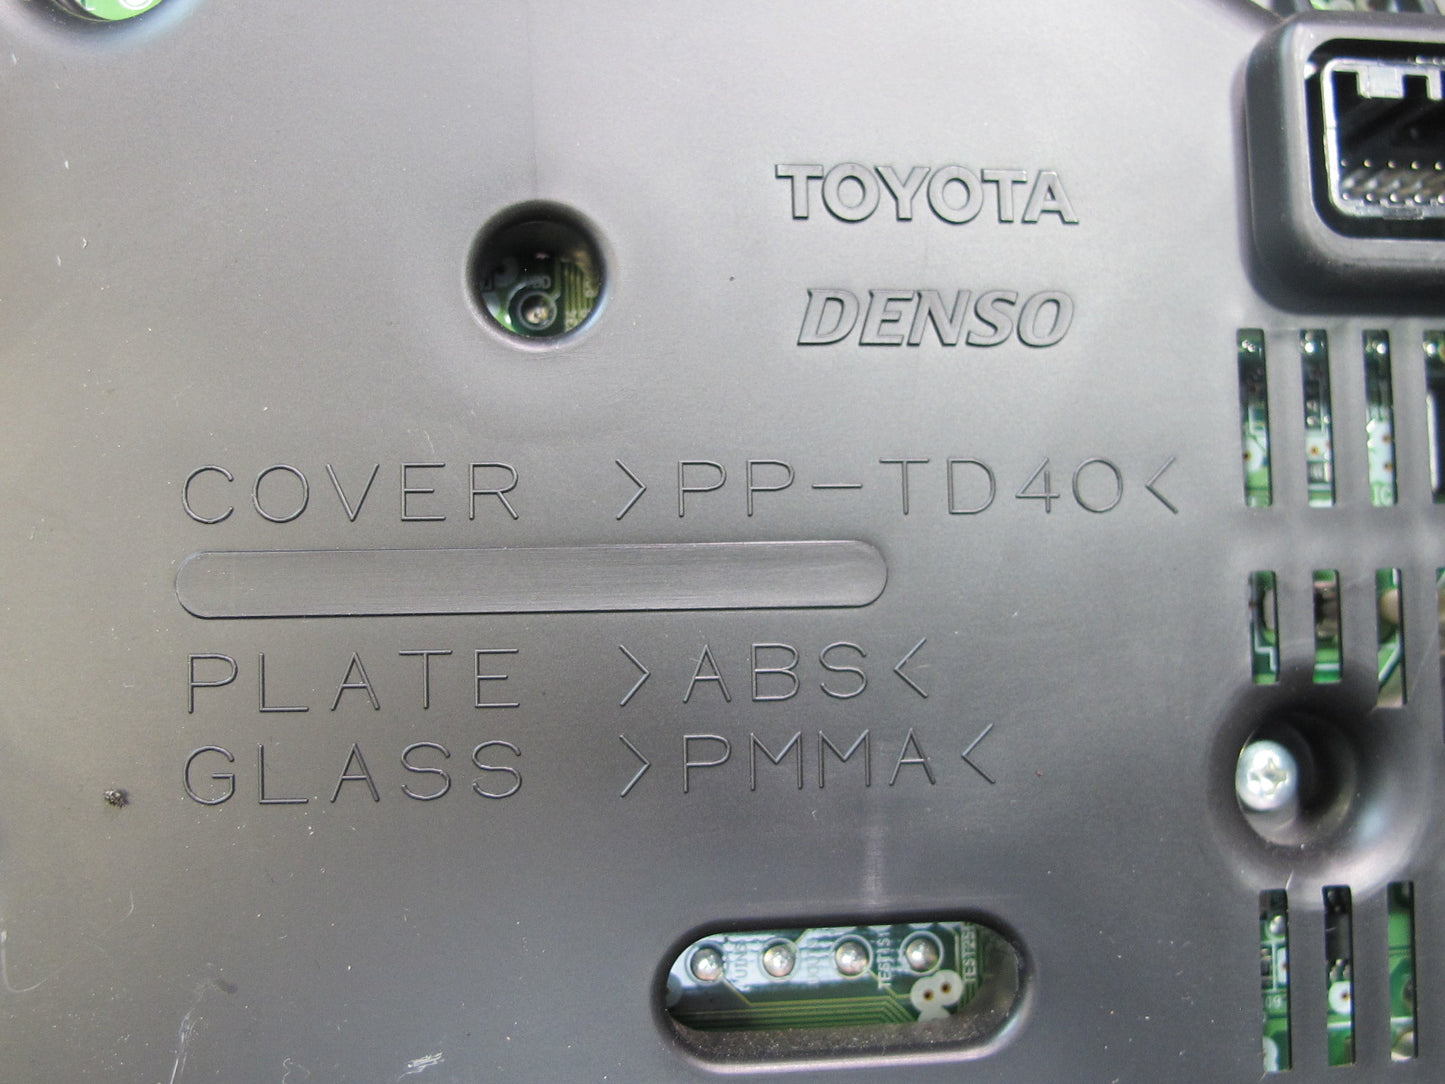 TOYOTA
DENSO
COVER >PP-TD40<
PLATE >ABS<
GLASS >PMMA<